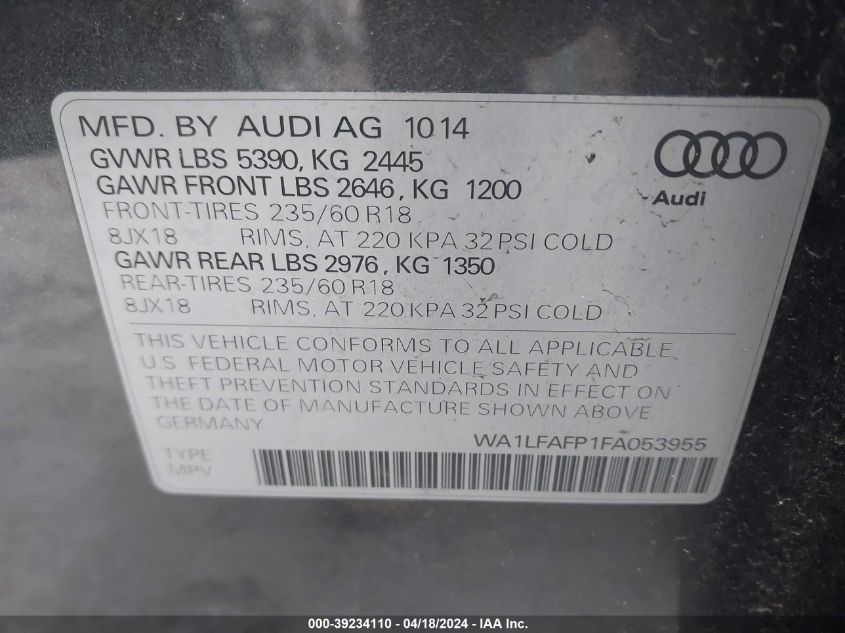 MFD. BY AUDI AG 10 14
GVWR LBS 5390, KG 2445
GAWR FRONT LBS 2646, KG 1200
FRONT-TIRES 235/60 R18
8JX18 RIMS, AT 220 KPA 32 PSI COLD
GAWR REAR LBS 2976, KG 1350
REAR-TIRES 235/60 R18
8JX18 RIMS, AT 220 KPA 32 PSI COLD
Audi
THIS VEHICLE CONFORMS TO ALL APPLICABLE
U.S. FEDERAL MOTOR VEHICLE SAFETY AND
THEFT PREVENTION STANDARDS IN EFFECT ON
THE DATE OF MANUFACTURE SHOWN ABOVE
GERMANY
WA1LFAFP1FA053955
TYPE
MPV
000-39234110 - 04/18/2024 - IAA Inc.